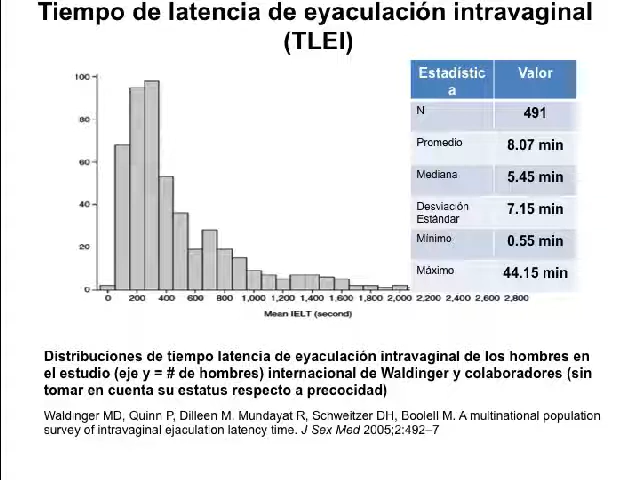 Tiempo de latencia de eyaculación intravaginal
(TLEI)
Estadístic
a
Valor
N
491
Promedio
8.07 min
Mediana
5.45 min
Desviación
Estándar
7.15 min
Mínimo
0.55 min
Máximo
44.15 min
100
80
60
40
20
0
0 200 400 600 800 1,000 1,200 1,400 1,600 1,800 2,000 2,200 2,400 2,600 2,800
Mean IELT (second)
Distribuciones de tiempo latencia de eyaculación intravaginal de los hombres en
el estudio (eje y = # de hombres) internacional de Waldinger y colaboradores (sin
tomar en cuenta su estatus respecto a precocidad)
Waldinger MD, Quinn P, Dilleen M, Mundayat R, Schweitzer DH, Boolell M. A multinational population
survey of intravaginal ejaculation latency time. J Sex Med 2005;2:492–7